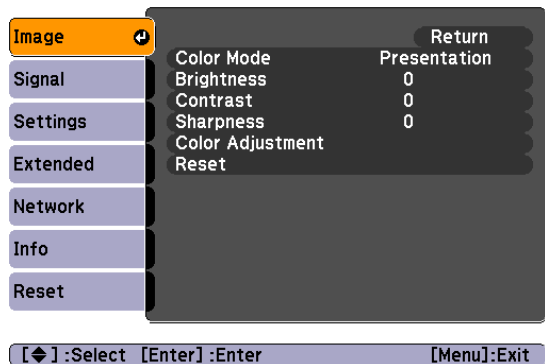 Image
Signal
Settings
Extended
Network
Info
Reset
Return
Color Mode Presentation
Brightness 0
Contrast 0
Sharpness 0
Color Adjustment
Reset
[◆] :Select [Enter] :Enter [Menu]:Exit